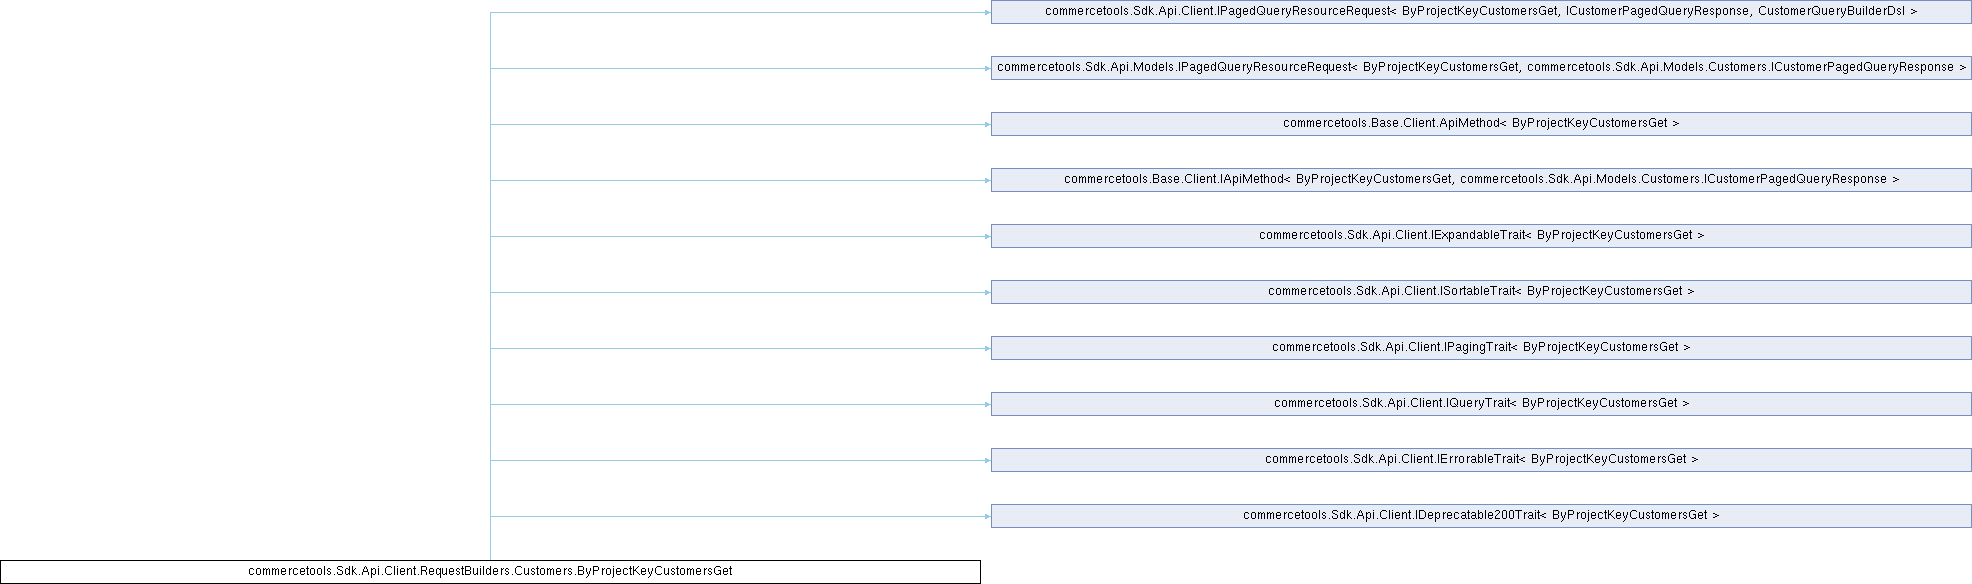 commercetools.Sdk.Api.Client.IPagedQueryResourceRequest< ByProjectKeyCustomersGet, ICustomerPagedQueryResponse, CustomerQueryBuilderDsl >
commercetools.Sdk.Api.Models.IPagedQueryResourceRequest< ByProjectKeyCustomersGet, commercetools.Sdk.Api.Models.Customers.ICustomerPagedQueryResponse >
commercetools.Base.Client.ApiMethod< ByProjectKeyCustomersGet >
commercetools.Base.Client.IApiMethod< ByProjectKeyCustomersGet, commercetools.Sdk.Api.Models.Customers.ICustomerPagedQueryResponse >
commercetools.Sdk.Api.Client.IExpandableTrait< ByProjectKeyCustomersGet >
commercetools.Sdk.Api.Client.ISortableTrait< ByProjectKeyCustomersGet >
commercetools.Sdk.Api.Client.IPagingTrait< ByProjectKeyCustomersGet >
commercetools.Sdk.Api.Client.IQueryTrait< ByProjectKeyCustomersGet >
commercetools.Sdk.Api.Client.IErrorableTrait< ByProjectKeyCustomersGet >
commercetools.Sdk.Api.Client.IDeprecatable200Trait< ByProjectKeyCustomersGet >
commercetools.Sdk.Api.Client.RequestBuilders.Customers.ByProjectKeyCustomersGet